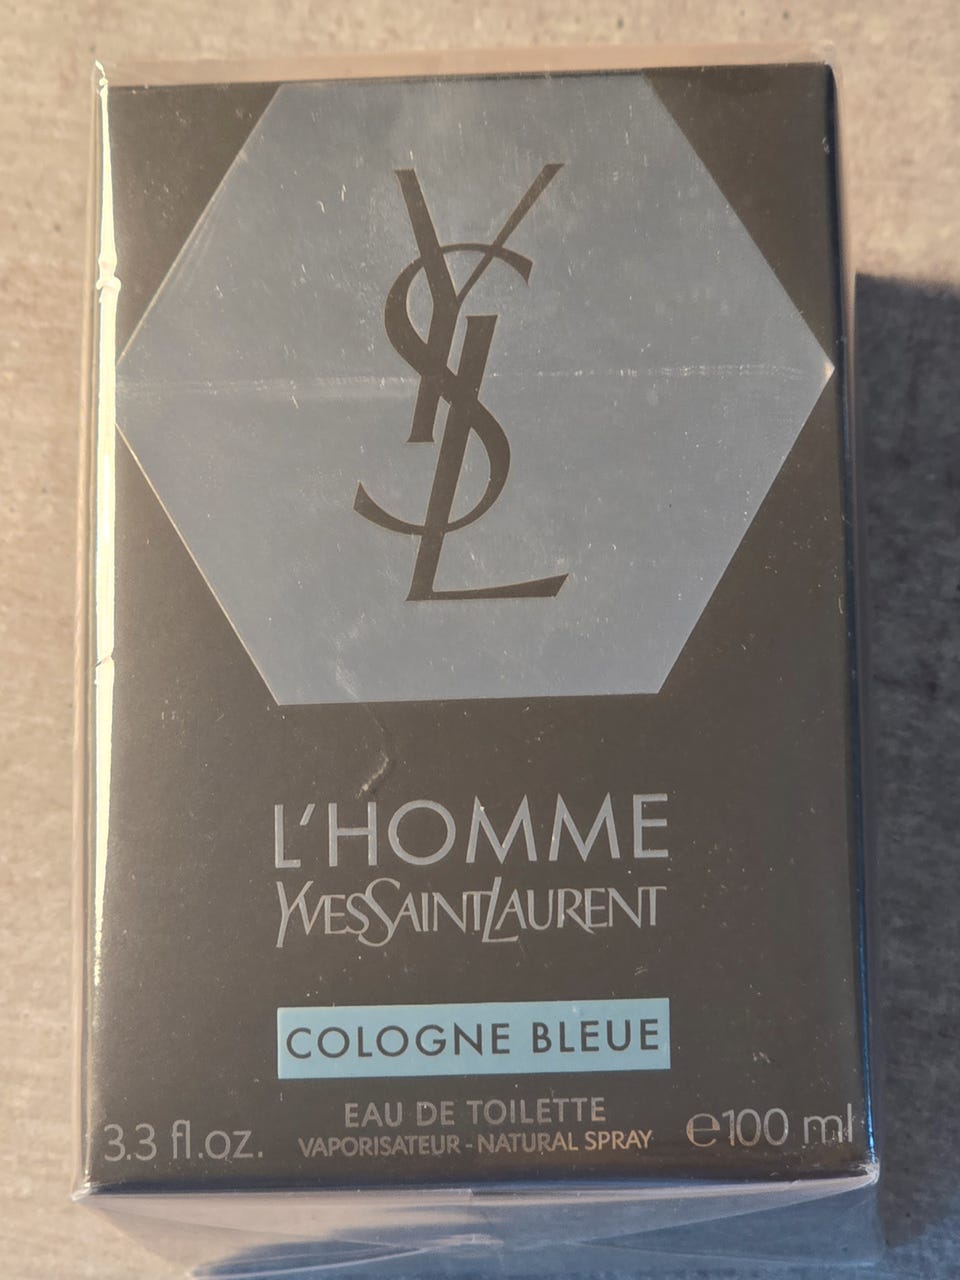 YSL
L'HOMME
YVESSAINTLAURENT
COLOGNE BLEUE
EAU DE TOILETTE
3.3 fl.oz. VAPORISATEUR - NATURAL SPRAY e100 ml